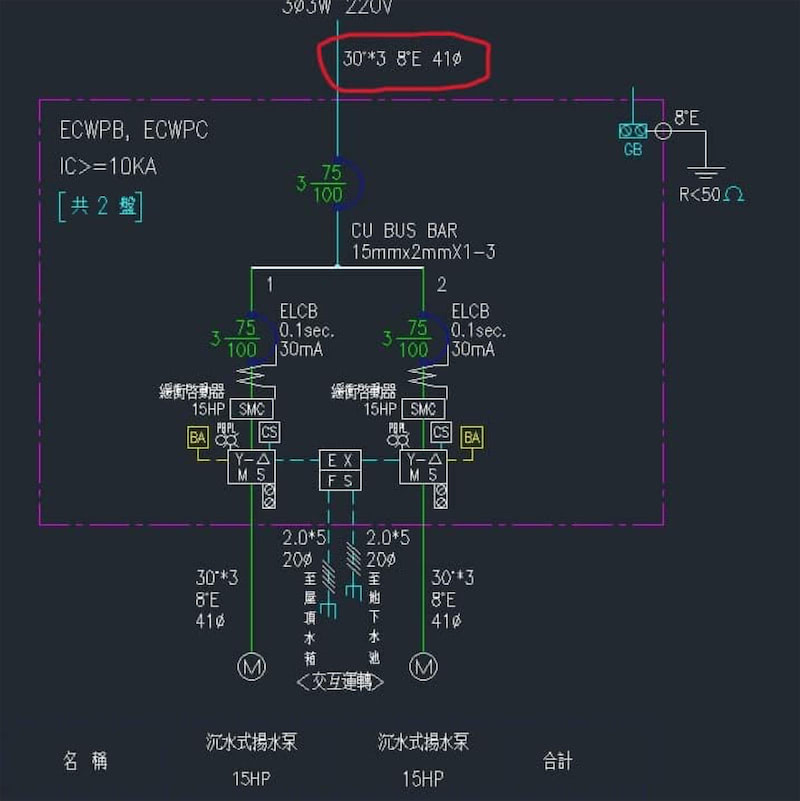 3ø3W 220V
30°*3 8°E 41ø
ECWPB, ECWPC
IC>=10KA
[共2盤]
3 75/100
8°E
GB
R<50Ω
CU BUS BAR
15mmx2mmX1-3
1
2
3 75/100
ELCB
0.1sec.
30mA
3 75/100
ELCB
0.1sec.
30mA
緩衝啓動器
15HP
SMC
緩衝啓動器
15HP
SMC
BA
PB PL
CS
Y-△
M S
E X
F S
PB PL
CS
BA
Y-△
M S
2.0*5
20ø
至屋頂水箱
2.0*5
20ø
至地下水池
30°*3
8°E
41ø
30°*3
8°E
41ø
M
M
<交互運轉>
名 稱
沉水式揚水泵
15HP
沉水式揚水泵
15HP
合計